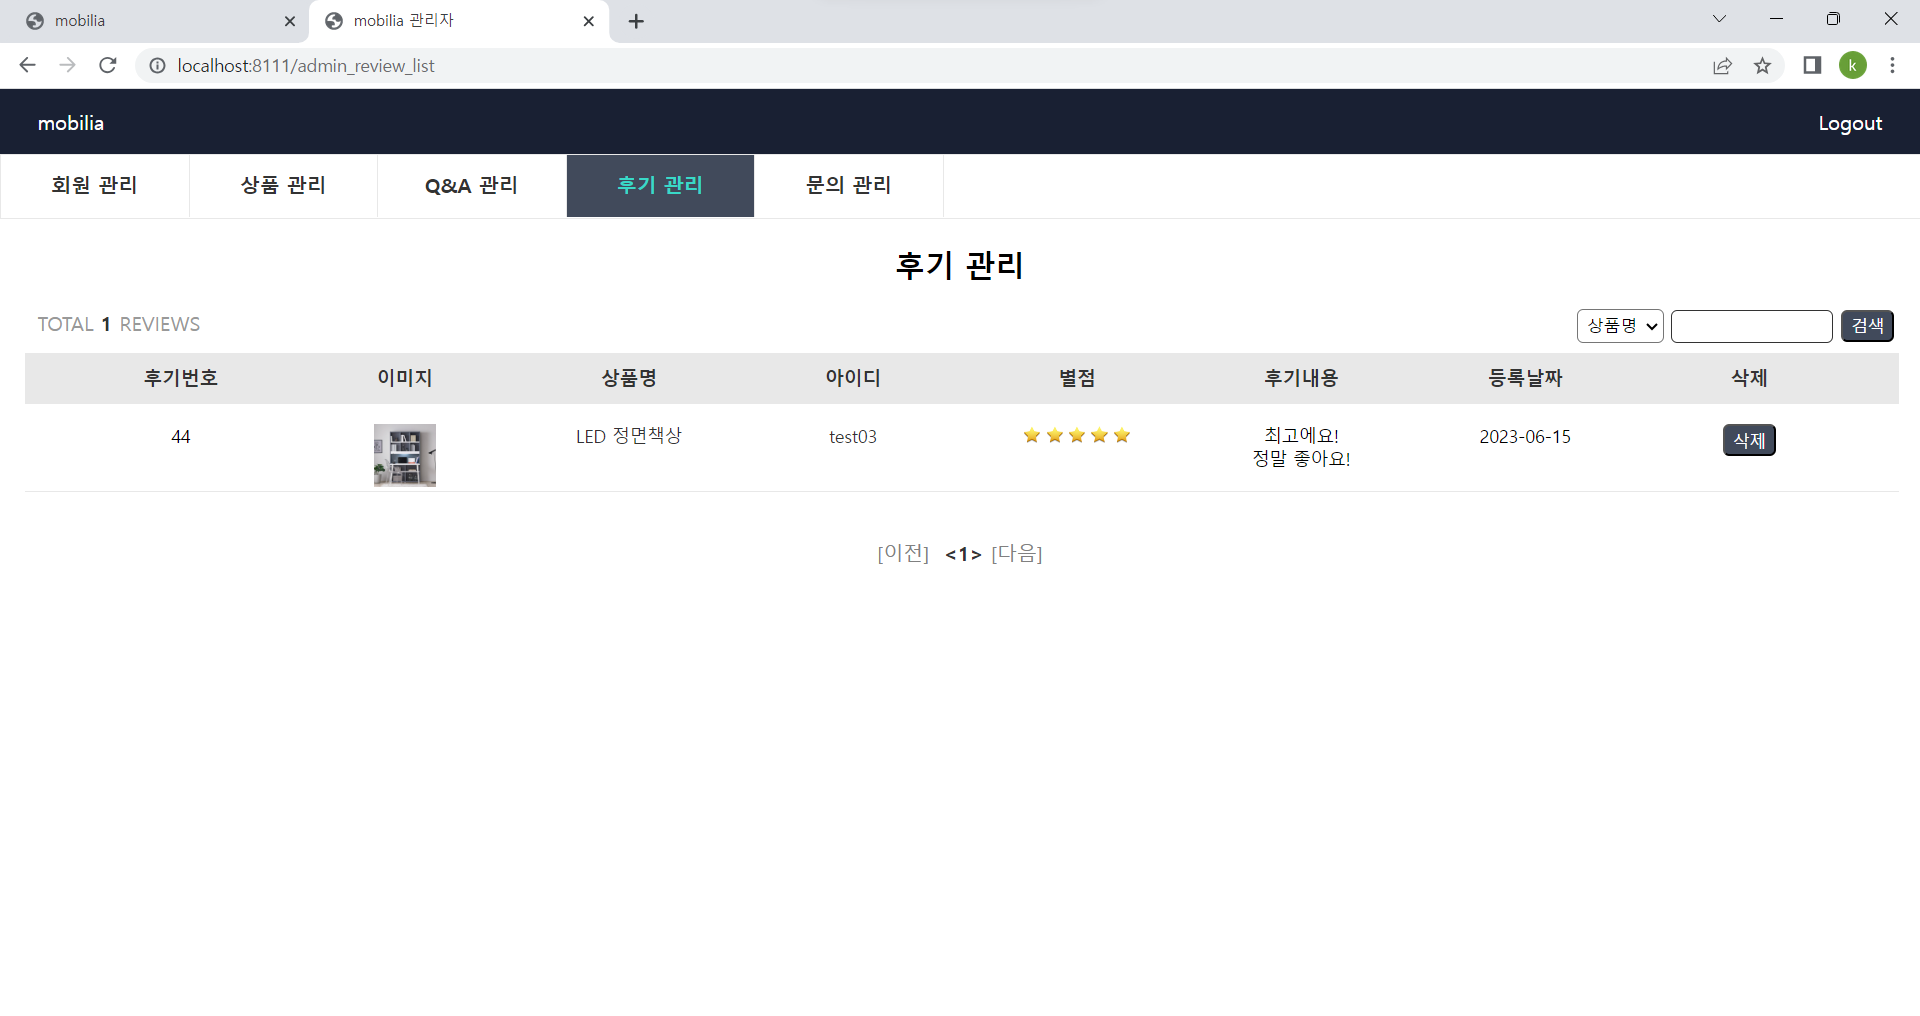 mobilia
mobilia 관리자
localhost:8111/admin_review_list
k
mobilia
Logout
회원 관리
상품 관리
Q&A 관리
후기 관리
문의 관리
후기 관리
TOTAL 1 REVIEWS
상품명
검색
후기번호 이미지 상품명 아이디 별점 후기내용 등록날짜 삭제
44 LED 정면책상 test03 최고에요! 2023-06-15 삭제
정말 좋아요!
[이전] <1> [다음]